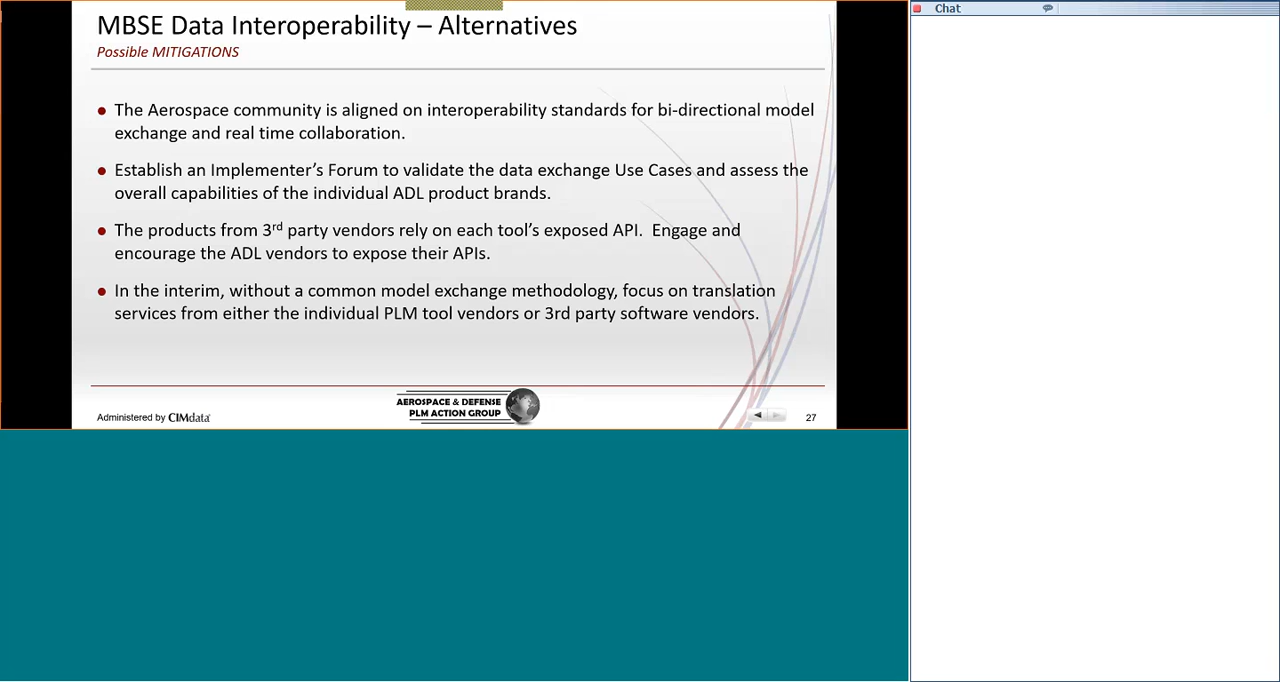 MBSE Data Interoperability – Alternatives
Possible MITIGATIONS
● The Aerospace community is aligned on interoperability standards for bi-directional model
exchange and real time collaboration.
● Establish an Implementer’s Forum to validate the data exchange Use Cases and assess the
overall capabilities of the individual ADL product brands.
● The products from 3rd party vendors rely on each tool’s exposed API.  Engage and
encourage the ADL vendors to expose their APIs.
● In the interim, without a common model exchange methodology, focus on translation
services from either the individual PLM tool vendors or 3rd party software vendors.
AEROSPACE & DEFENSE
PLM ACTION GROUP
Administered by CIMdata
27
Chat